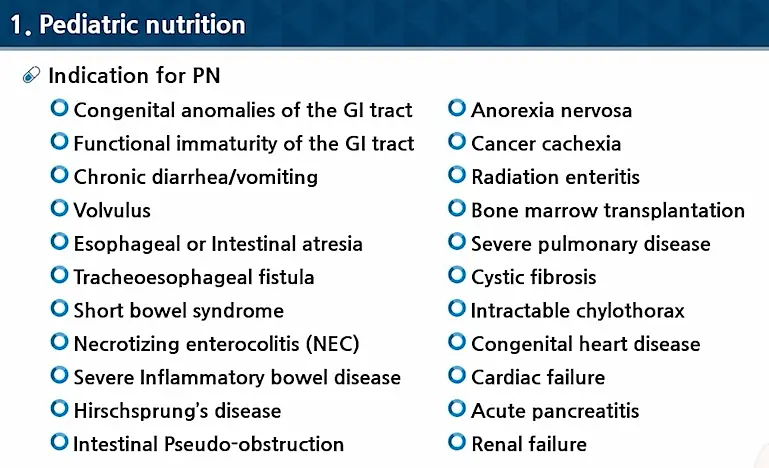 1. Pediatric nutrition
Indication for PN
Congenital anomalies of the GI tract
Functional immaturity of the GI tract
Chronic diarrhea/vomiting
Volvulus
Esophageal or Intestinal atresia
Tracheoesophageal fistula
Short bowel syndrome
Necrotizing enterocolitis (NEC)
Severe Inflammatory bowel disease
Hirschsprung's disease
Intestinal Pseudo-obstruction
Anorexia nervosa
Cancer cachexia
Radiation enteritis
Bone marrow transplantation
Severe pulmonary disease
Cystic fibrosis
Intractable chylothorax
Congenital heart disease
Cardiac failure
Acute pancreatitis
Renal failure